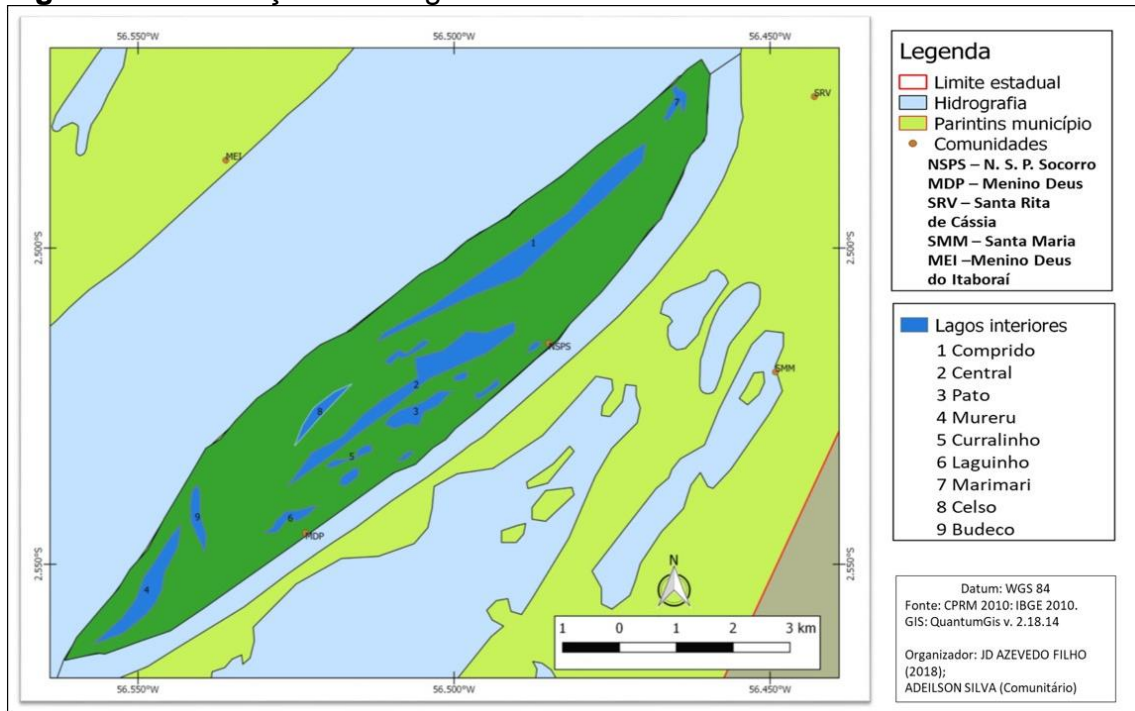 56.550°W 56.500°W 56.450°W
SRV
7
MEI
2.500°S 2.500°S
1
NSPS
SMM
2
8
3
5
9
6
MDP
2.550°S 2.550°S
4
N
1 0 1 2 3 km
56.550°W 56.500°W 56.450°W
Legenda
Limite estadual
Hidrografia
Parintins município
Comunidades
NSPS – N. S. P. Socorro
MDP – Menino Deus
SRV – Santa Rita
de Cássia
SMM – Santa Maria
MEI –Menino Deus
do Itaboraí
Lagos interiores
1 Comprido
2 Central
3 Pato
4 Mureru
5 Curralinho
6 Laguinho
7 Marimari
8 Celso
9 Budeco
Datum: WGS 84
Fonte: CPRM 2010: IBGE 2010.
GIS: QuantumGis v. 2.18.14
Organizador: JD AZEVEDO FILHO
(2018);
ADEILSON SILVA (Comunitário)